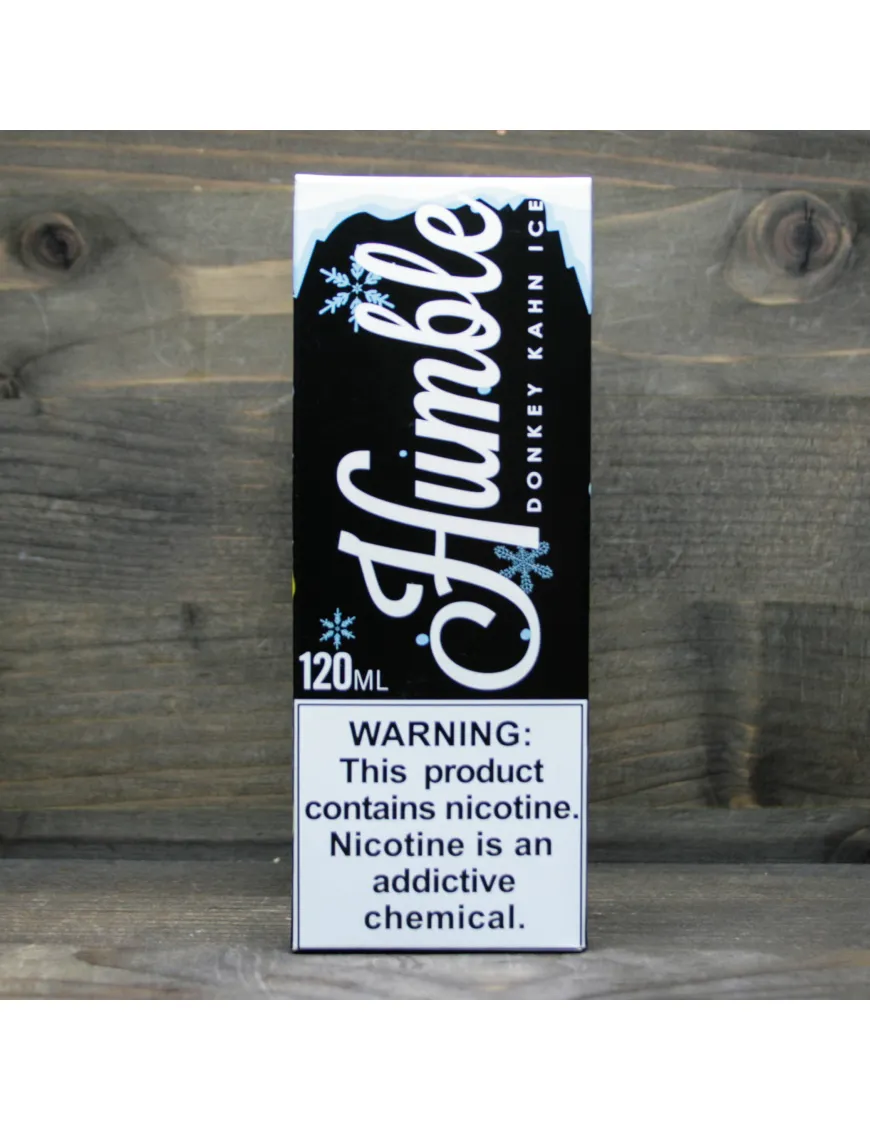 Humble
DONKEY KAHN ICE
120ML
WARNING:
This product
contains nicotine.
Nicotine is an
addictive
chemical.